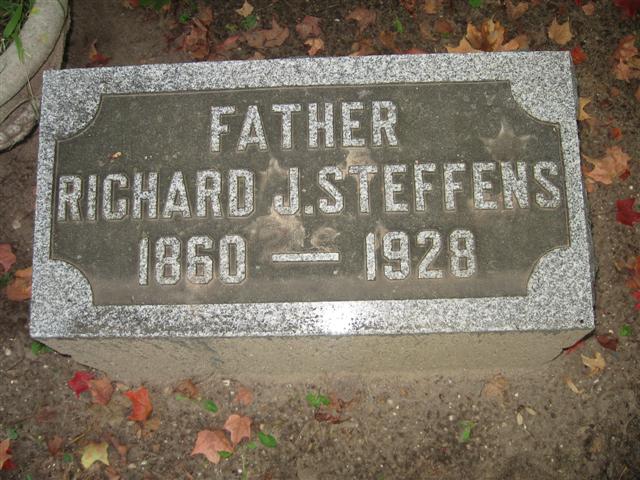 FATHER
RICHARD J. STEFFENS
1860 — 1928